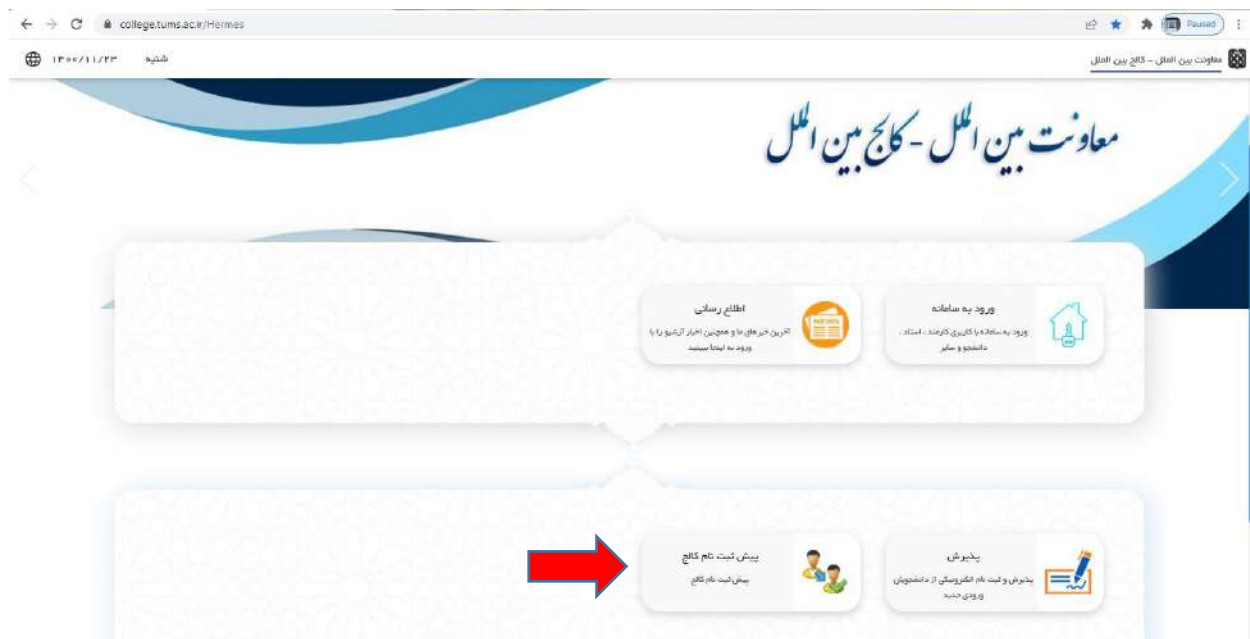 college.tums.ac.ir/Hermes
Paused
معاونت بین الملل - کالج بین الملل
شنبه ۱۴۰۰/۱۱/۲۳
معاونت بین الملل - کالج بین الملل
ورود به سامانه
ورود به سامانه با کاربری کارمند ، استاد ،
دانشجو و سایر
اطلاع رسانی
NEWS
آخرین خبر های ما و همچنین اخبار آرشیو را با
ورود به اینجا ببینید
پذیرش
پذیرش و ثبت نام الکترونیکی از دانشجویان
ورودی جدید
پیش ثبت نام کالج
پیش ثبت نام کالج